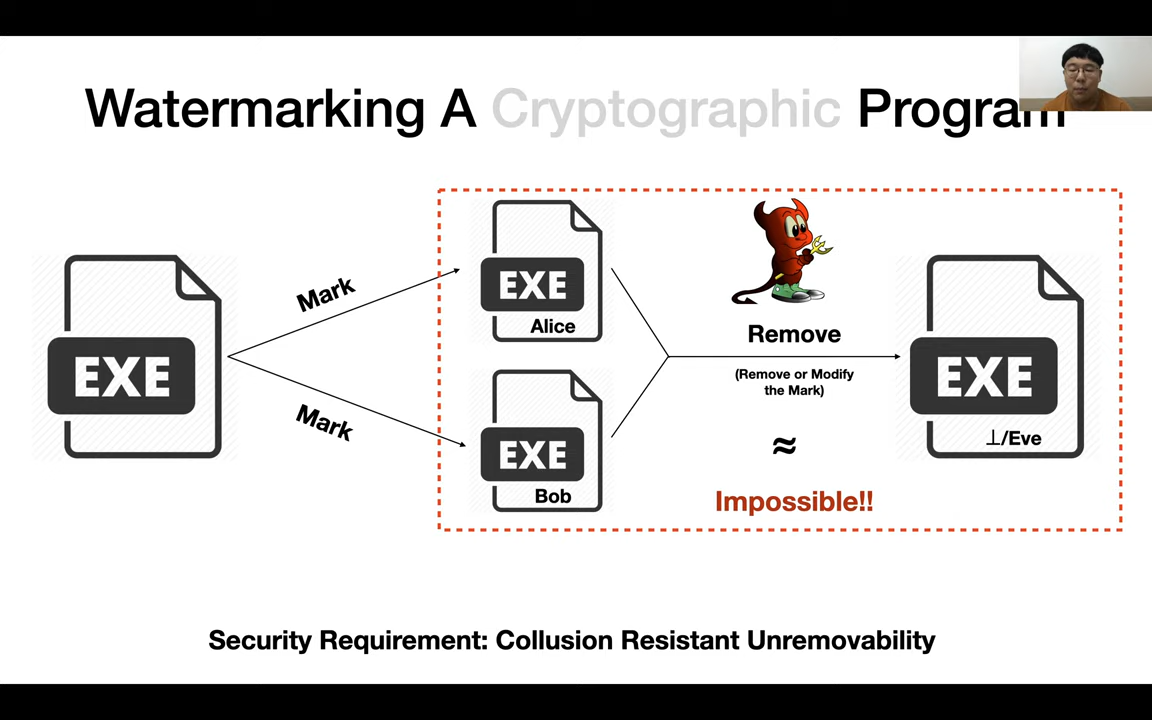 Watermarking A Cryptographic Program
Mark
Mark
EXE
EXE
Alice
EXE
Bob
Remove
(Remove or Modify
the Mark)
≈
Impossible!!
EXE
⊥/Eve
Security Requirement: Collusion Resistant Unremovability